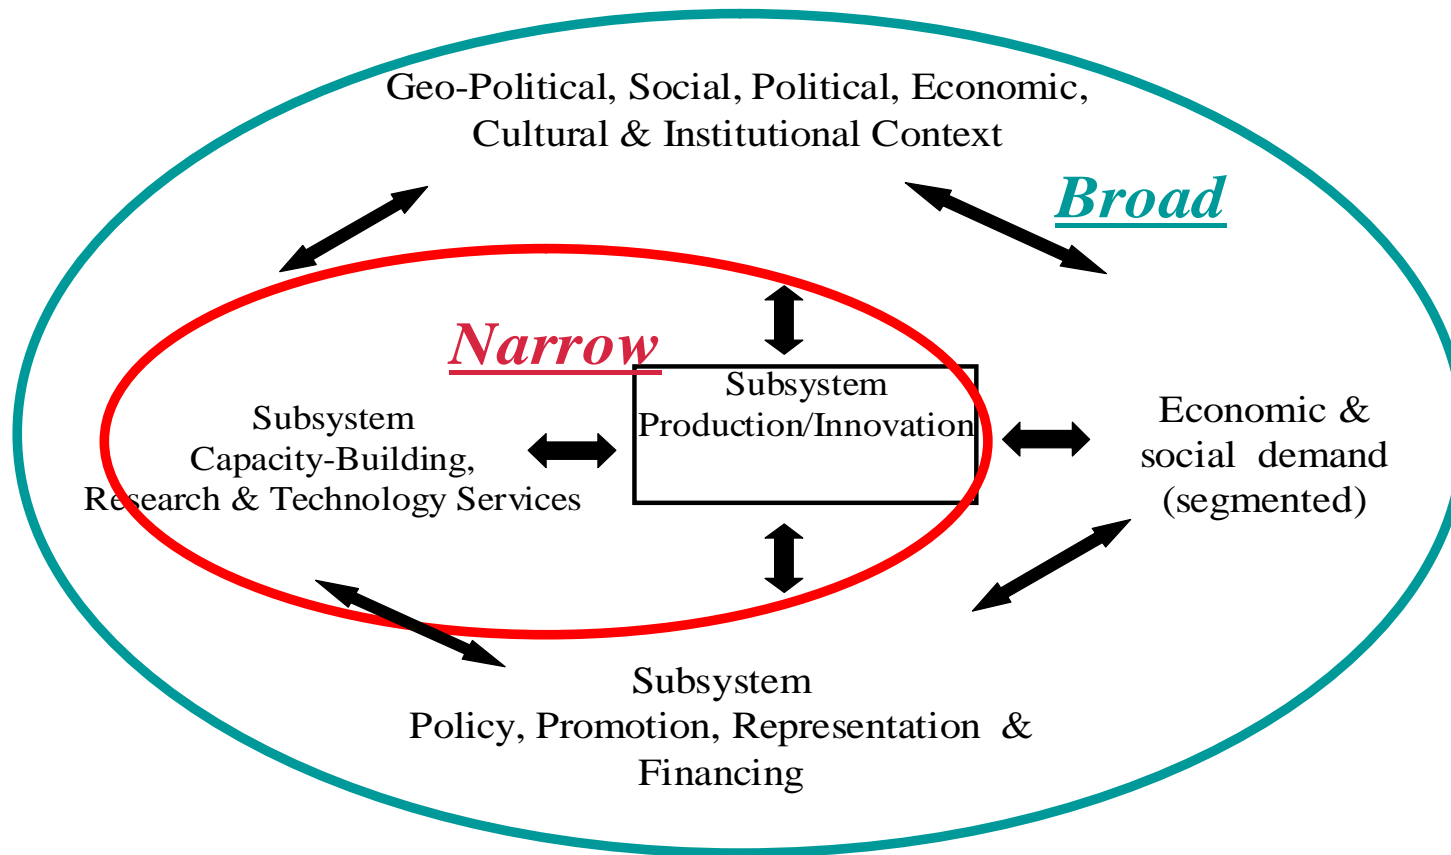 Geo-Political, Social, Political, Economic,
Cultural & Institutional Context
Broad
Narrow
Subsystem
Production/Innovation
Subsystem
Capacity-Building,
Research & Technology Services
Economic &
social demand
(segmented)
Subsystem
Policy, Promotion, Representation &
Financing